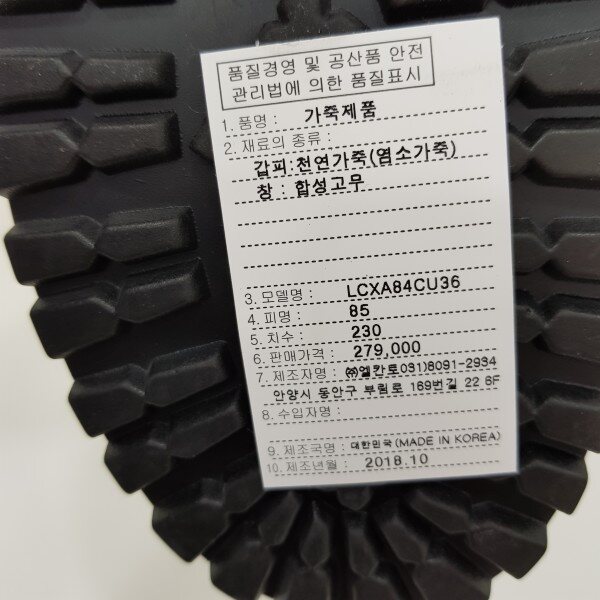 품질경영 및 공산품 안전
관리법에 의한 품질표시
1. 품명 : 가죽제품
2. 재료의 종류 :
갑피:천연가죽(염소가죽)
창 : 합성고무
3. 모델명 : LCXA84CU36
4. 피명 : 85
5. 치수 : 230
6. 판매가격 : 279,000
7. 제조자명 : ㈜엘칸토031)8091-2934
안양시 동안구 부림로 169번길 22 6F
8. 수입자명 :
9. 제조국명 : 대한민국(MADE IN KOREA)
10. 제조년월 : 2018.10